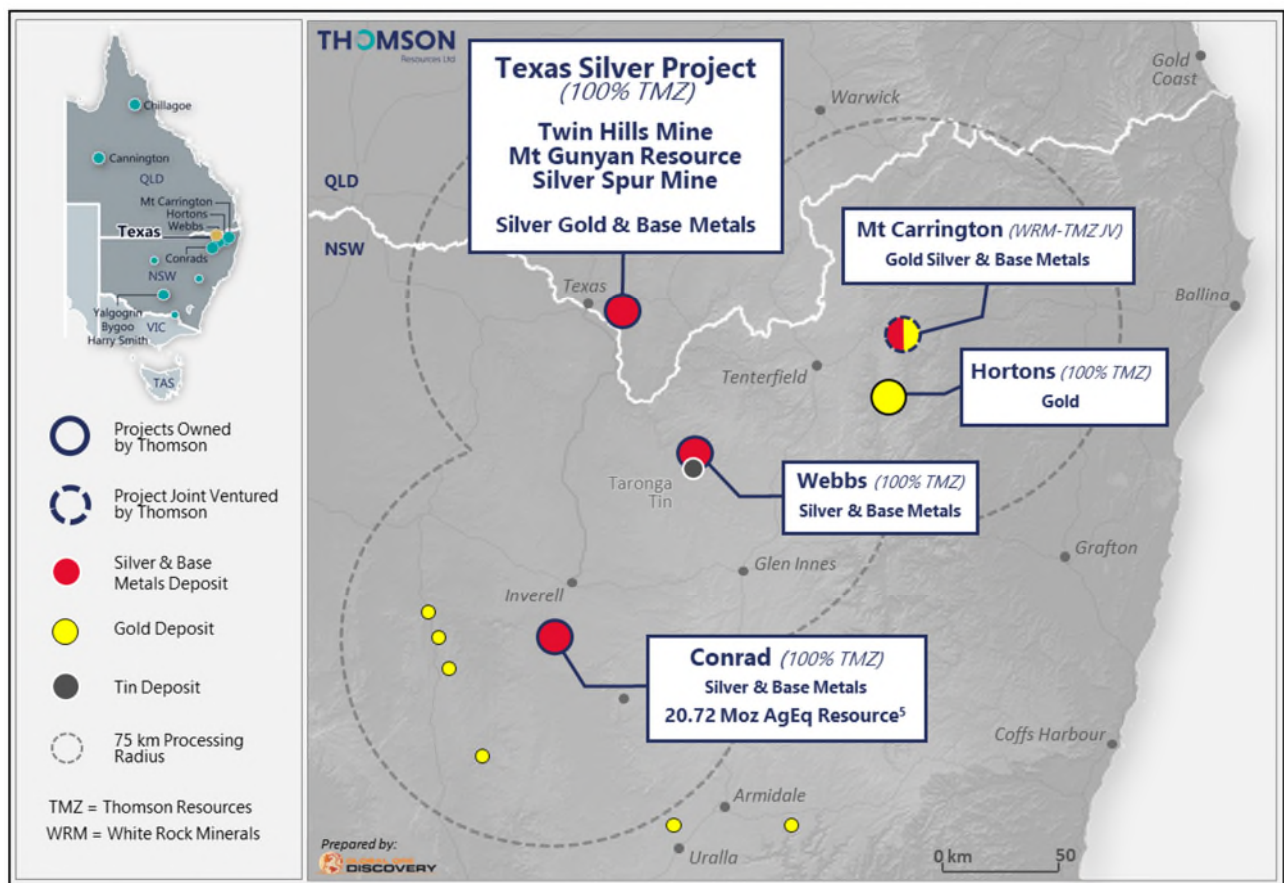 Chillagoe
Cannington
QLD
Mt Carrington
Hortons
Webbs
Texas
Conrads
NSW
Yalgogrin
Bygoo
Harry Smith
VIC
TAS
Projects Owned
by Thomson
Project Joint Ventured
by Thomson
Silver & Base
Metals Deposit
Gold Deposit
Tin Deposit
75 km Processing
Radius
TMZ = Thomson Resources
WRM = White Rock Minerals
THOMSON
Resources Ltd
Texas Silver Project
(100% TMZ)
Twin Hills Mine
Mt Gunyan Resource
Silver Spur Mine
Silver Gold & Base Metals
Gold
Coast
Warwick
QLD
NSW
Mt Carrington (WRM-TMZ JV)
Gold Silver & Base Metals
Texas
Ballina
Tenterfield
Hortons (100% TMZ)
Gold
Taronga
Tin
Webbs (100% TMZ)
Silver & Base Metals
Grafton
Glen Innes
Inverell
Conrad (100% TMZ)
Silver & Base Metals
20.72 Moz AgEq Resource⁵
Coffs Harbour
Armidale
Uralla
Prepared by:
DISCOVERY
0 km 50